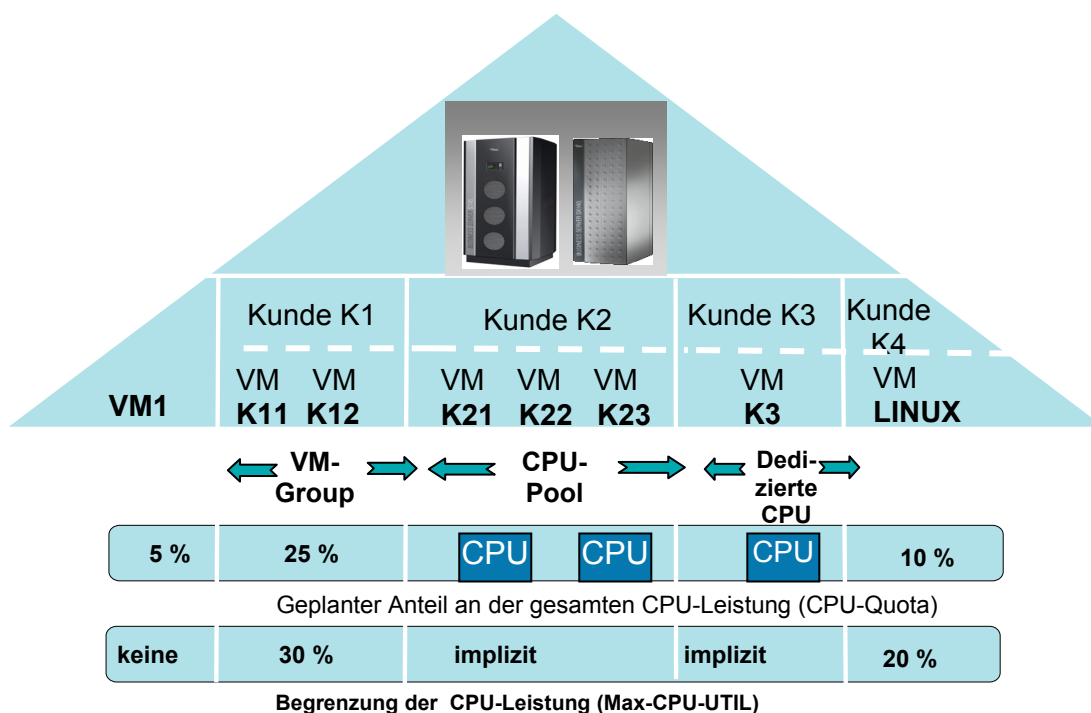 Kunde K1
Kunde K2
Kunde K3
Kunde
K4
VM1
VM VM
K11 K12
VM VM VM
K21 K22 K23
VM
K3
VM
LINUX
VM-
Group
CPU-
Pool
Dedi-
zierte
CPU
5 % 25 % CPU CPU CPU 10 %
Geplanter Anteil an der gesamten CPU-Leistung (CPU-Quota)
keine 30 % implizit implizit 20 %
Begrenzung der CPU-Leistung (Max-CPU-UTIL)